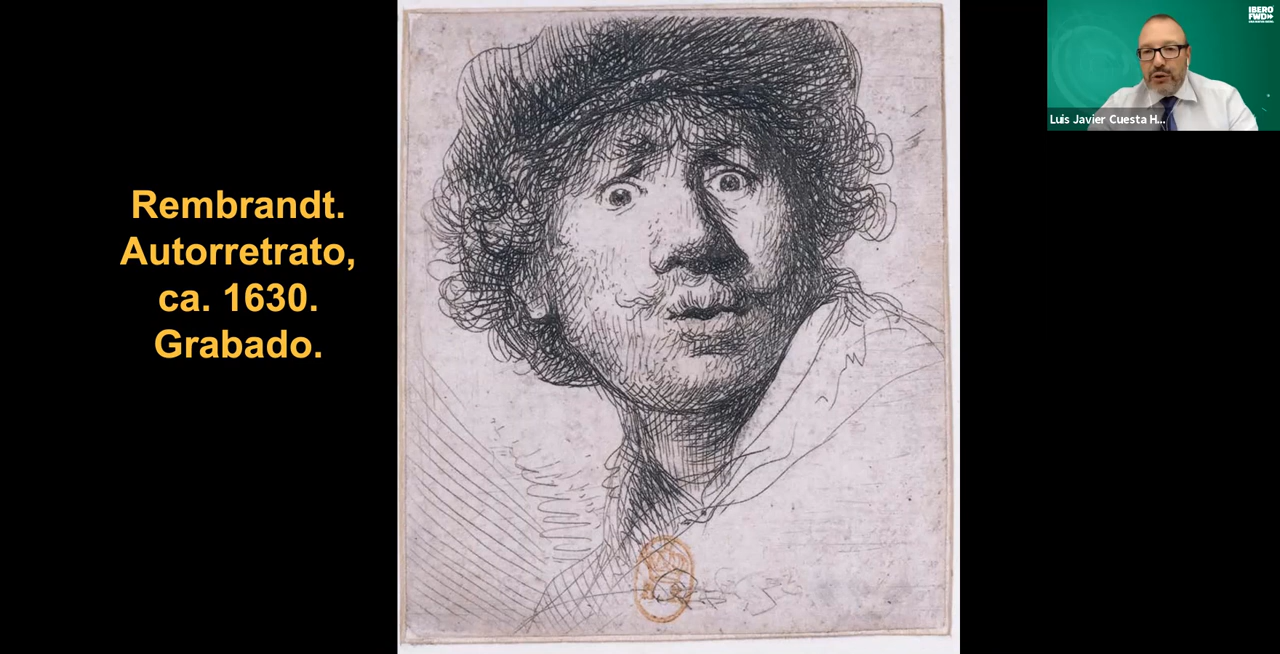 Rembrandt.
Autorretrato,
ca. 1630.
Grabado.
IBERO
FWD
Luis Javier Cuesta H...